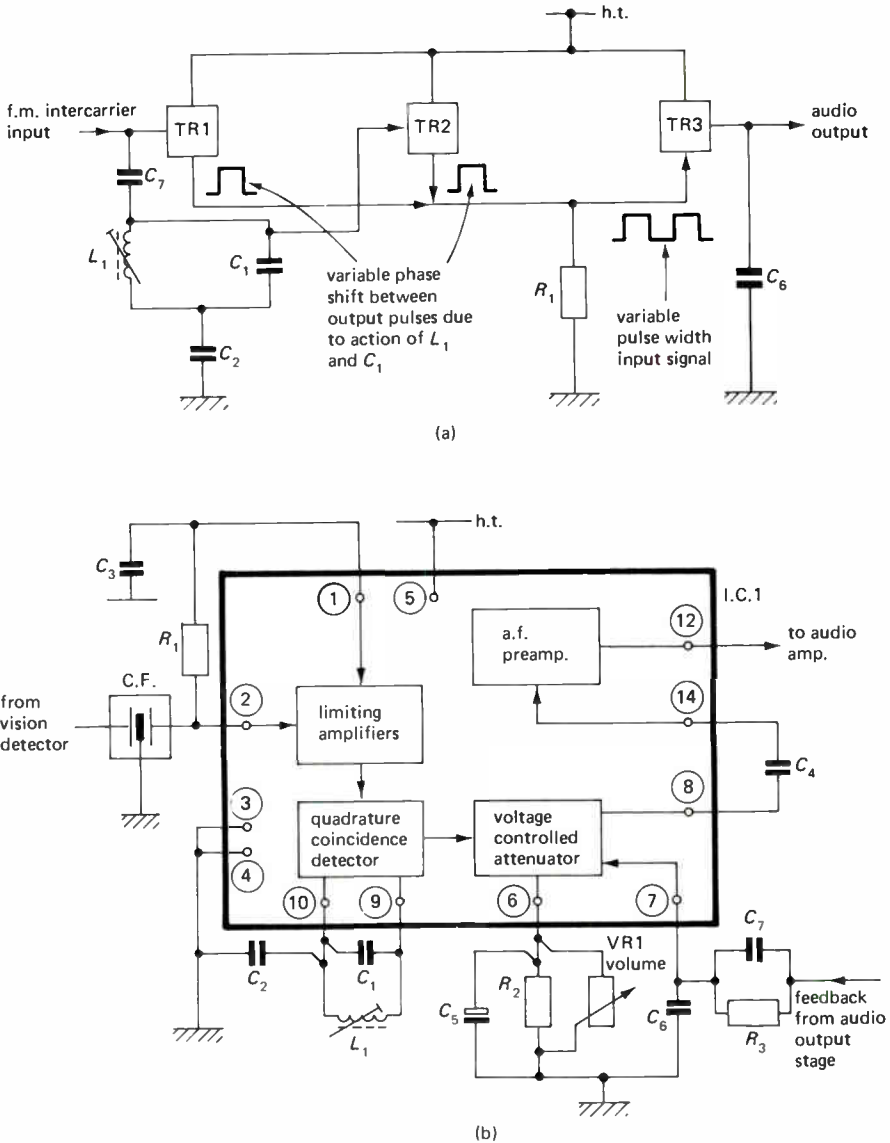 h.t.
f.m. intercarrier
input
TR1
TR2
TR3
audio
output
C7
L1
C1
C2
variable phase
shift between
output pulses due
to action of L1
and C1
R1
variable
pulse width
input signal
C6
(a)
h.t.
C3
1
5
I.C.1
R1
a.f.
preamp.
12
to audio
amp.
C.F.
from
vision
detector
2
limiting
amplifiers
14
C4
3
4
quadrature
coincidence
detector
voltage
controlled
attenuator
8
10
9
6
7
C2
C1
L1
C5
R2
VR1
volume
C6
C7
R3
feedback
from audio
output
stage
(b)